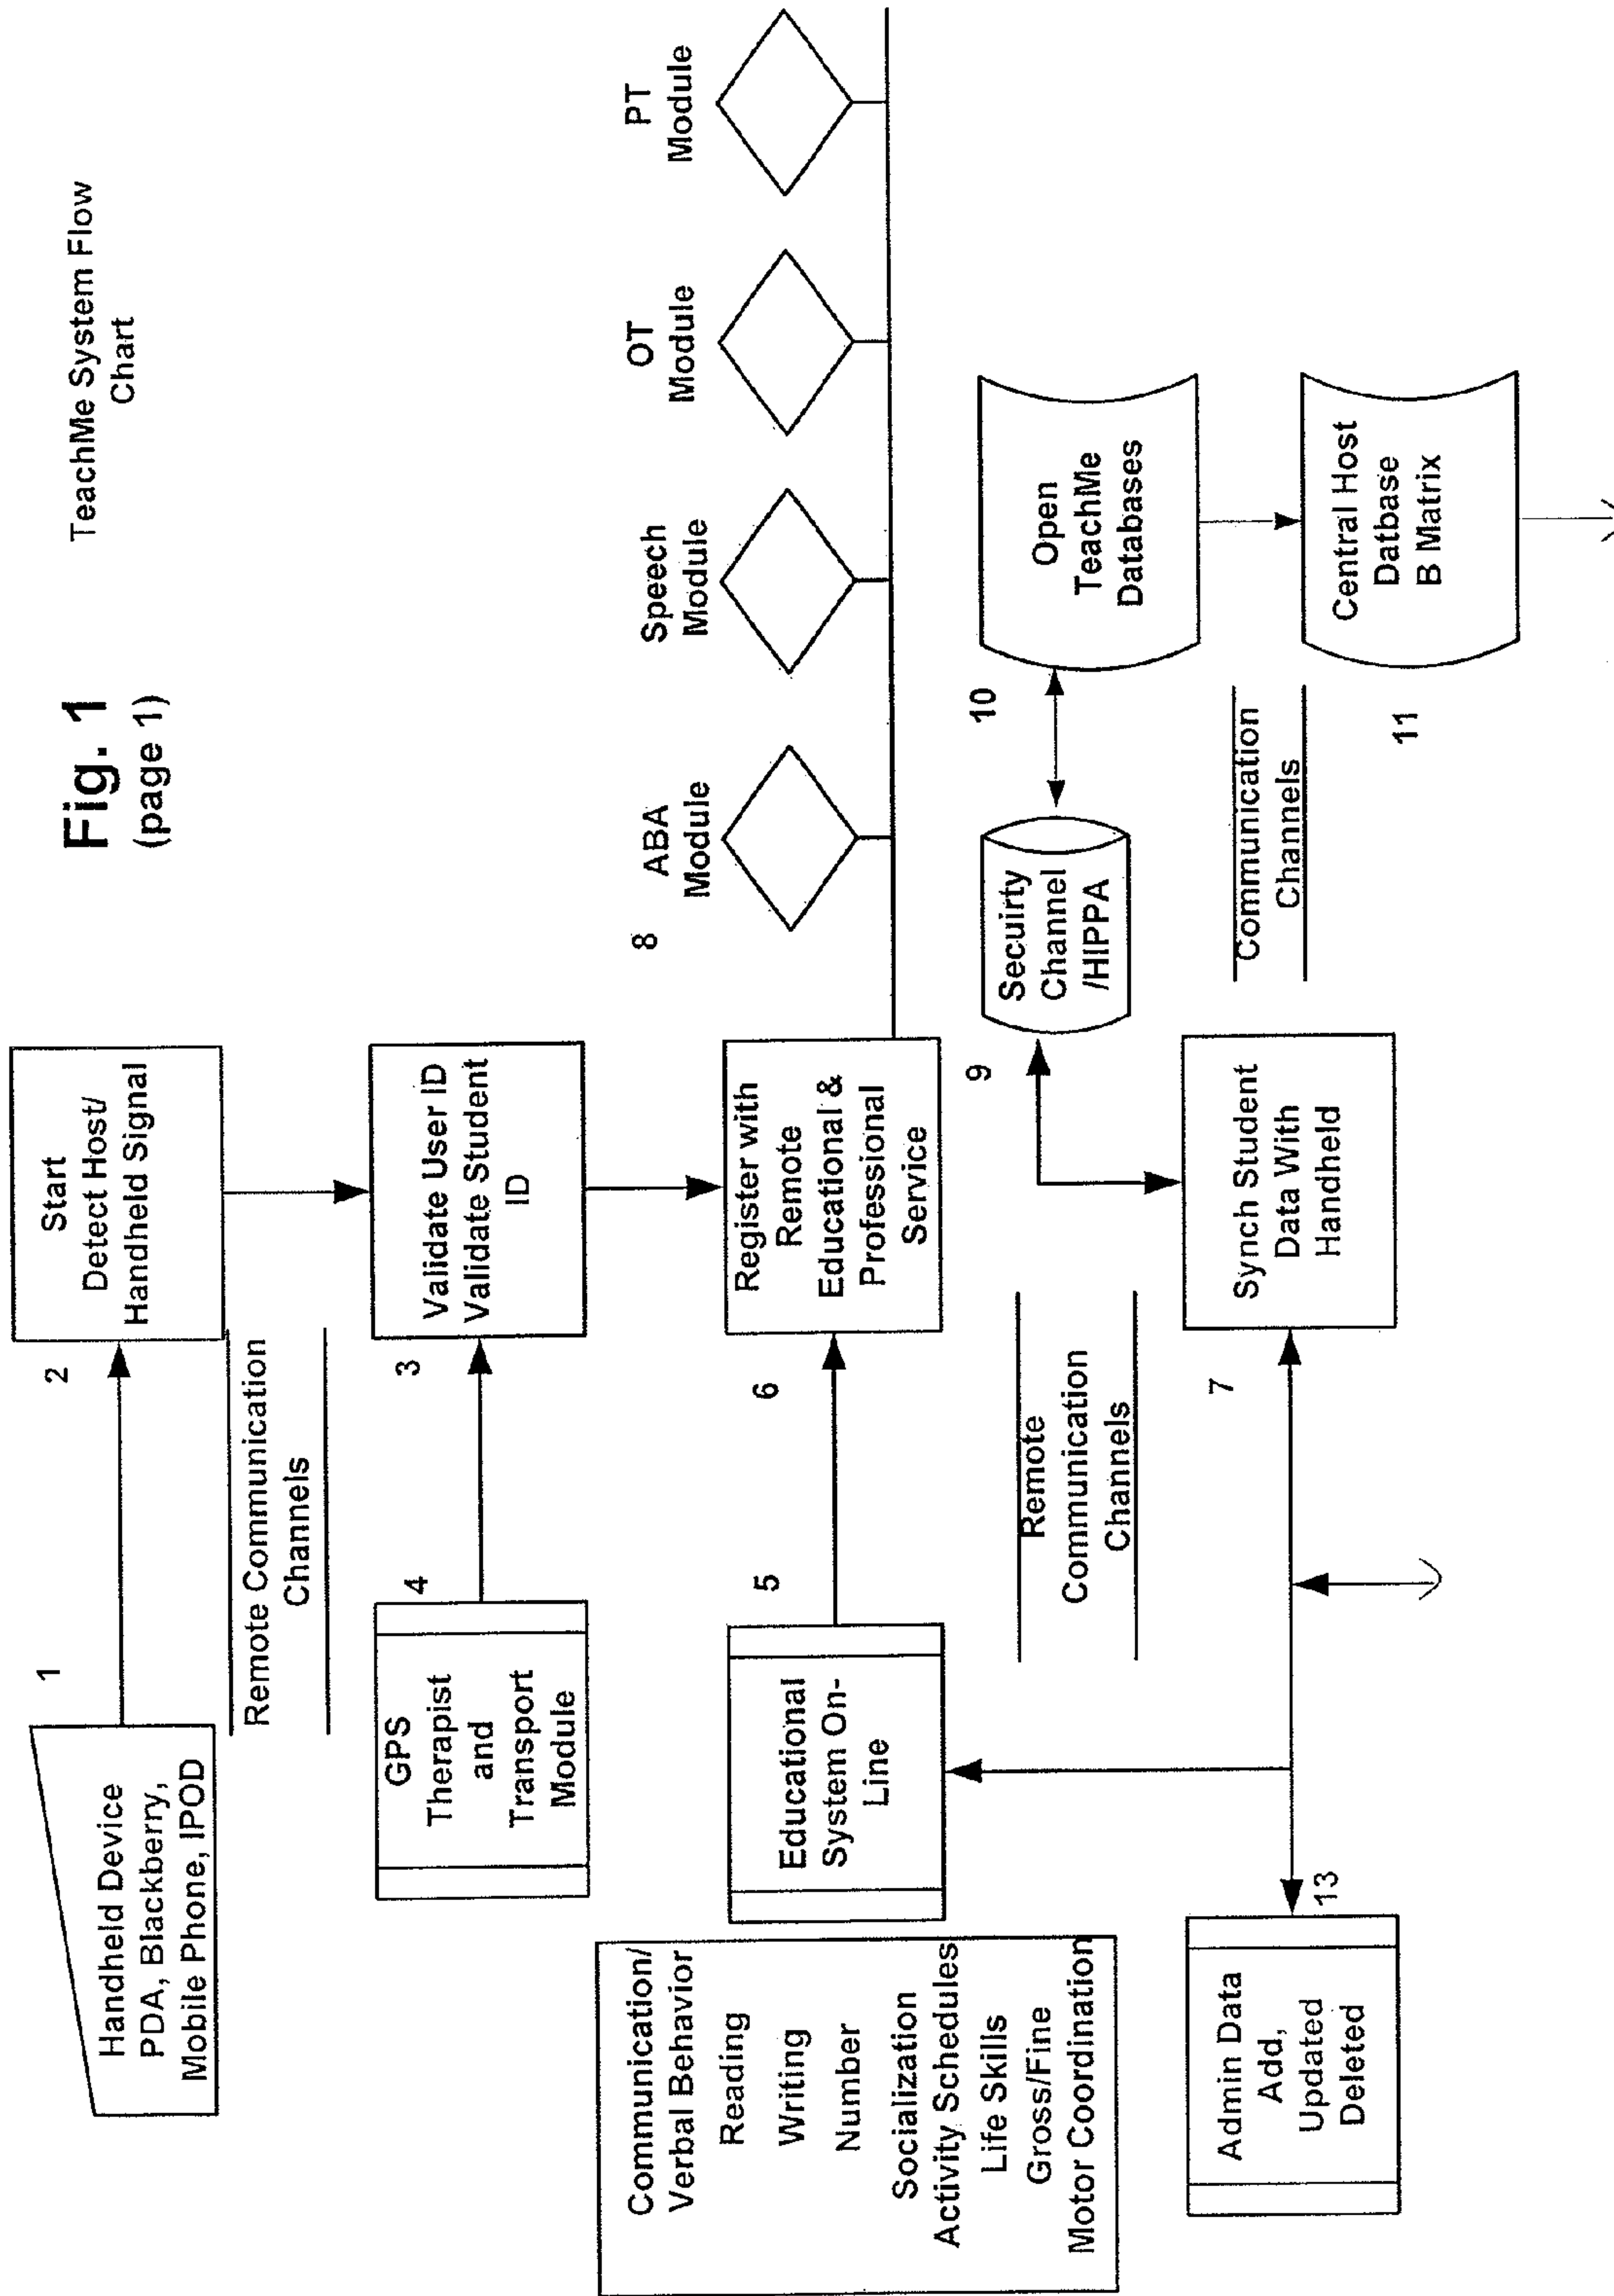 Fig. 1
(page 1)
TeachMe System Flow
Chart
1
Handheld Device
PDA, Blackberry,
Mobile Phone, IPOD
2
Start
Detect Host/
Handheld Signal
Remote Communication
Channels
4
GPS
Therapist
and
Transport
Module
3
Validate User ID
Validate Student
ID
Communication/
Verbal Behavior
Reading
Writing
Number
Socialization
Activity Schedules
Life Skills
Gross/Fine
Motor Coordination
5
Educational
System On-
Line
6
Register with
Remote
Educational &
Professional
Service
8
ABA
Module
Speech
Module
OT
Module
PT
Module
Remote
Communication
Channels
9
Secuirty
Channel
/HIPPA
10
Open
TeachMe
Databases
13
Admin Data
Add,
Updated
Deleted
7
Synch Student
Data With
Handheld
Communication
Channels
11
Central Host
Datbase
B Matrix